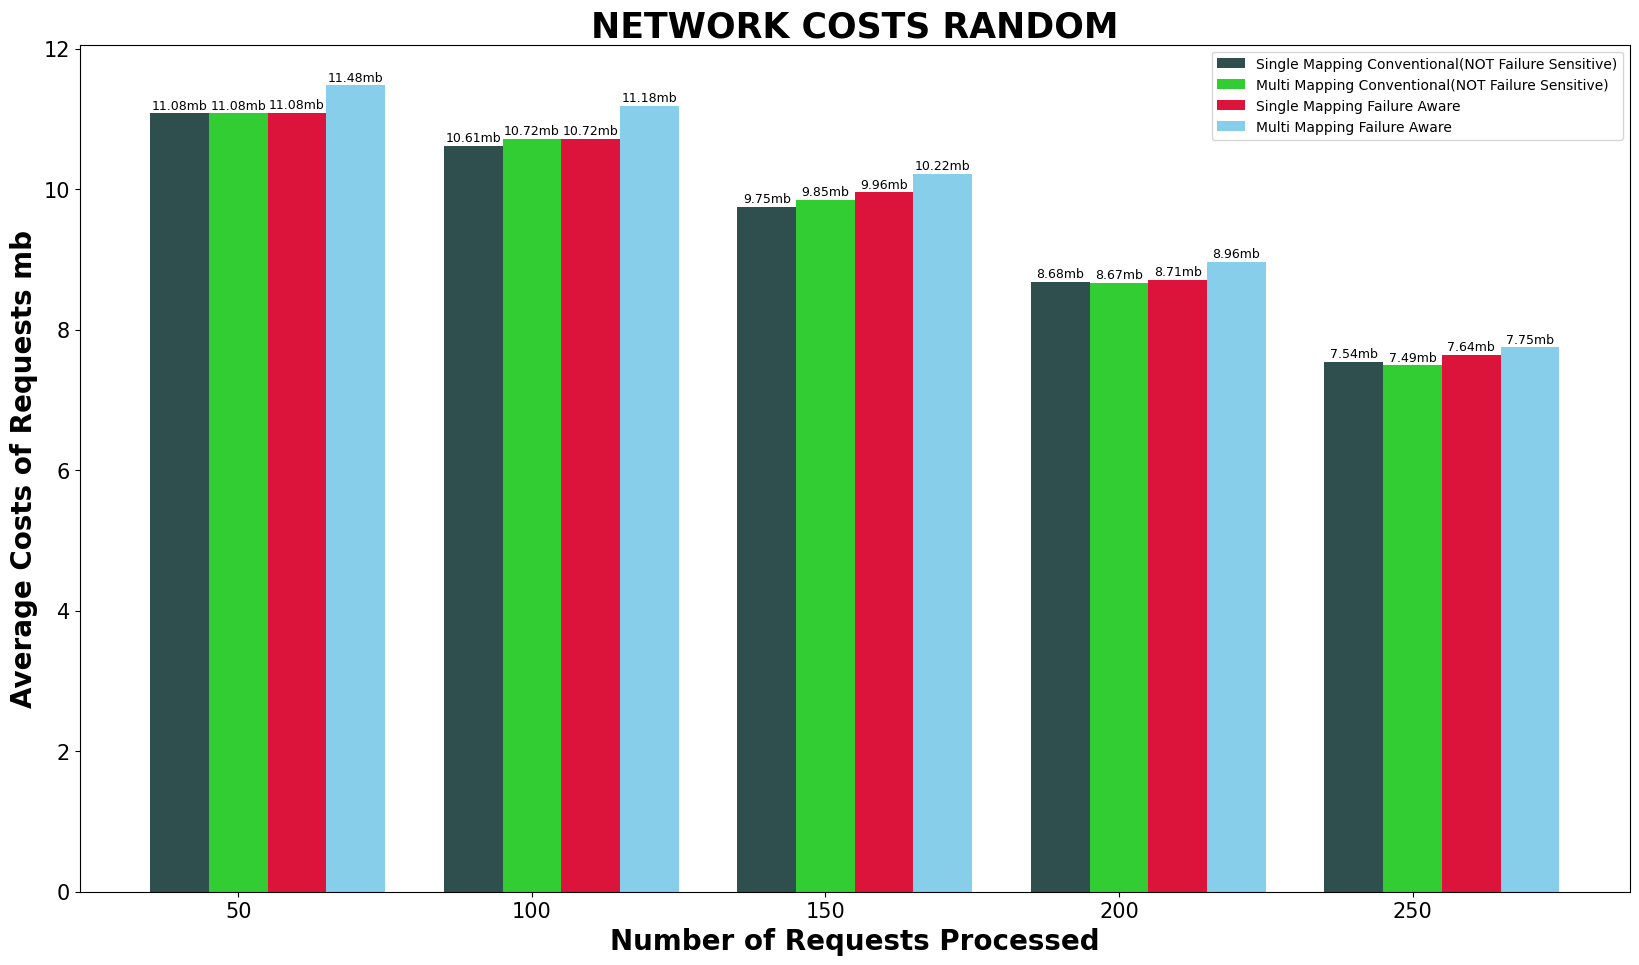 NETWORK COSTS RANDOM
Single Mapping Conventional(NOT Failure Sensitive)
Multi Mapping Conventional(NOT Failure Sensitive)
Single Mapping Failure Aware
Multi Mapping Failure Aware
Average Costs of Requests mb
12
10
8
6
4
2
0
11.08mb 11.08mb 11.08mb 11.48mb
10.61mb 10.72mb 10.72mb 11.18mb
9.75mb 9.85mb 9.96mb 10.22mb
8.68mb 8.67mb 8.71mb 8.96mb
7.54mb 7.49mb 7.64mb 7.75mb
50 100 150 200 250
Number of Requests Processed